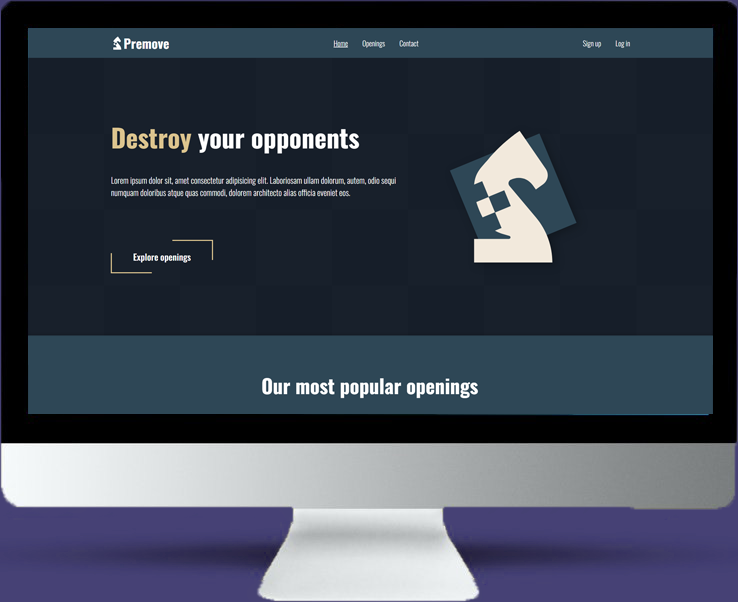 Premove
Home Openings Contact
Sign up Log in
Destroy your opponents
Lorem ipsum dolor sit, amet consectetur adipisicing elit. Laboriosam ullam dolorum, autem, odio sequi
numquam doloribus atque quas commodi, dolorem architecto alias officia eveniet eos.
Explore openings
Our most popular openings